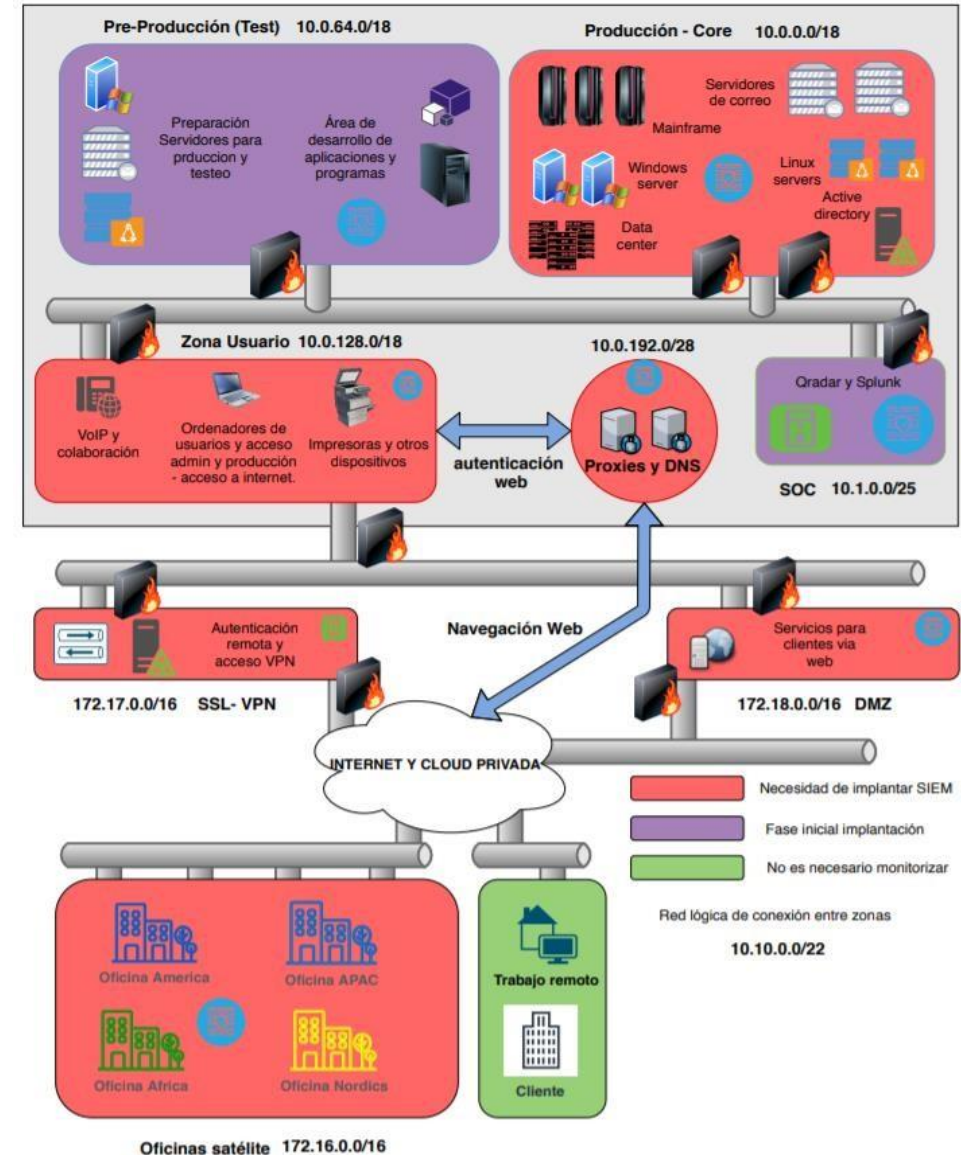 Pre-Producción (Test) 10.0.64.0/18
Producción - Core 10.0.0.0/18
Preparación
Servidores para
prduccion y
testeo
Área de
desarrollo de
aplicaciones y
programas
Servidores
de correo
Mainframe
Windows
server
Linux
servers
Active
directory
Data
center
Zona Usuario 10.0.128.0/18
10.0.192.0/28
VoIP y
colaboración
Ordenadores de
usuarios y acceso
admin y producción
- acceso a internet.
Impresoras y otros
dispositivos
autenticación
web
Proxies y DNS
Qradar y Splunk
SOC 10.1.0.0/25
Autenticación
remota y
acceso VPN
Navegación Web
Servicios para
clientes via
web
172.17.0.0/16 SSL- VPN
172.18.0.0/16 DMZ
INTERNET Y CLOUD PRIVADA
Necesidad de implantar SIEM
Fase inicial implantación
No es necesario monitorizar
Red lógica de conexión entre zonas
10.10.0.0/22
Oficina America
Oficina APAC
Oficina Africa
Oficina Nordics
Trabajo remoto
Cliente
Oficinas satélite 172.16.0.0/16